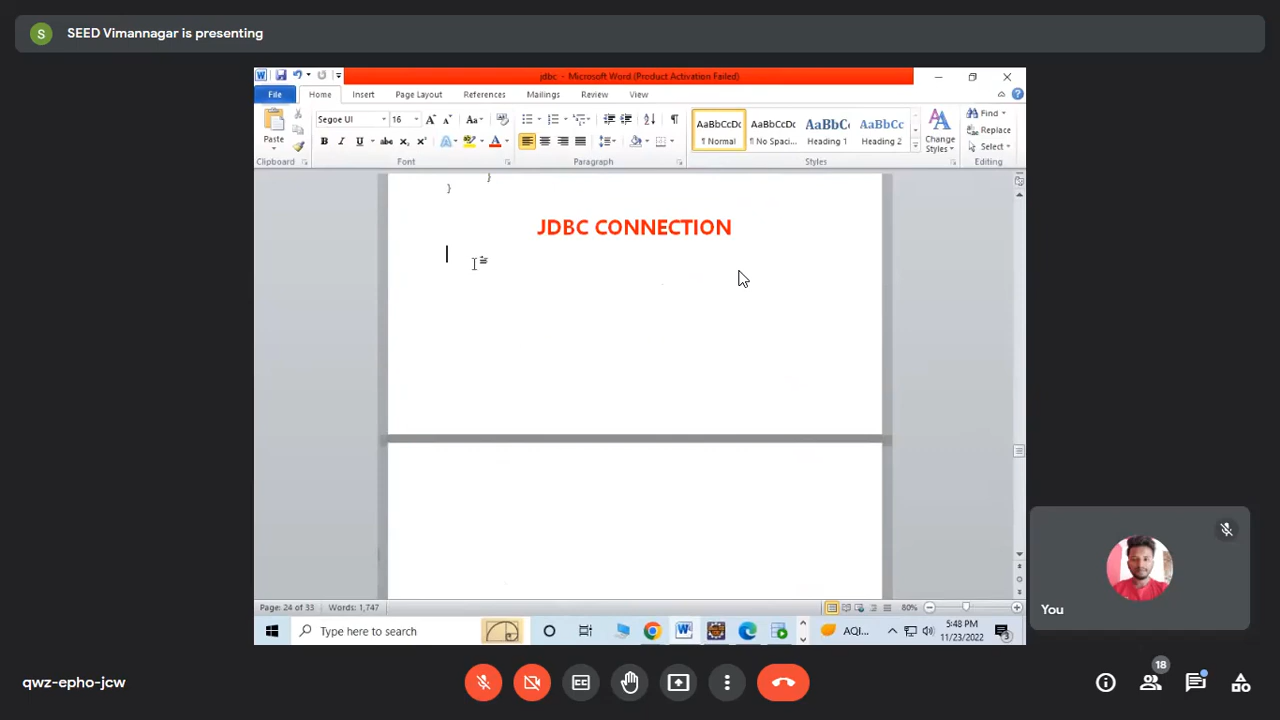 S SEED Vimannagar is presenting
jdbc - Microsoft Word (Product Activation Failed)
File Home Insert Page Layout References Mailings Review View
Paste
Segoe UI 16
AaBbCcDc AaBbCcDc AaBbC AaBbCc
¶ Normal ¶ No Spaci... Heading 1 Heading 2
Change Styles
Find
Replace
Select
Clipboard Font Paragraph Styles Editing
}
}
JDBC CONNECTION
You
Page: 24 of 33 Words: 1,747 80%
Type here to search
AQI...
5:48 PM
11/23/2022
3
qwz-epho-jcw
18